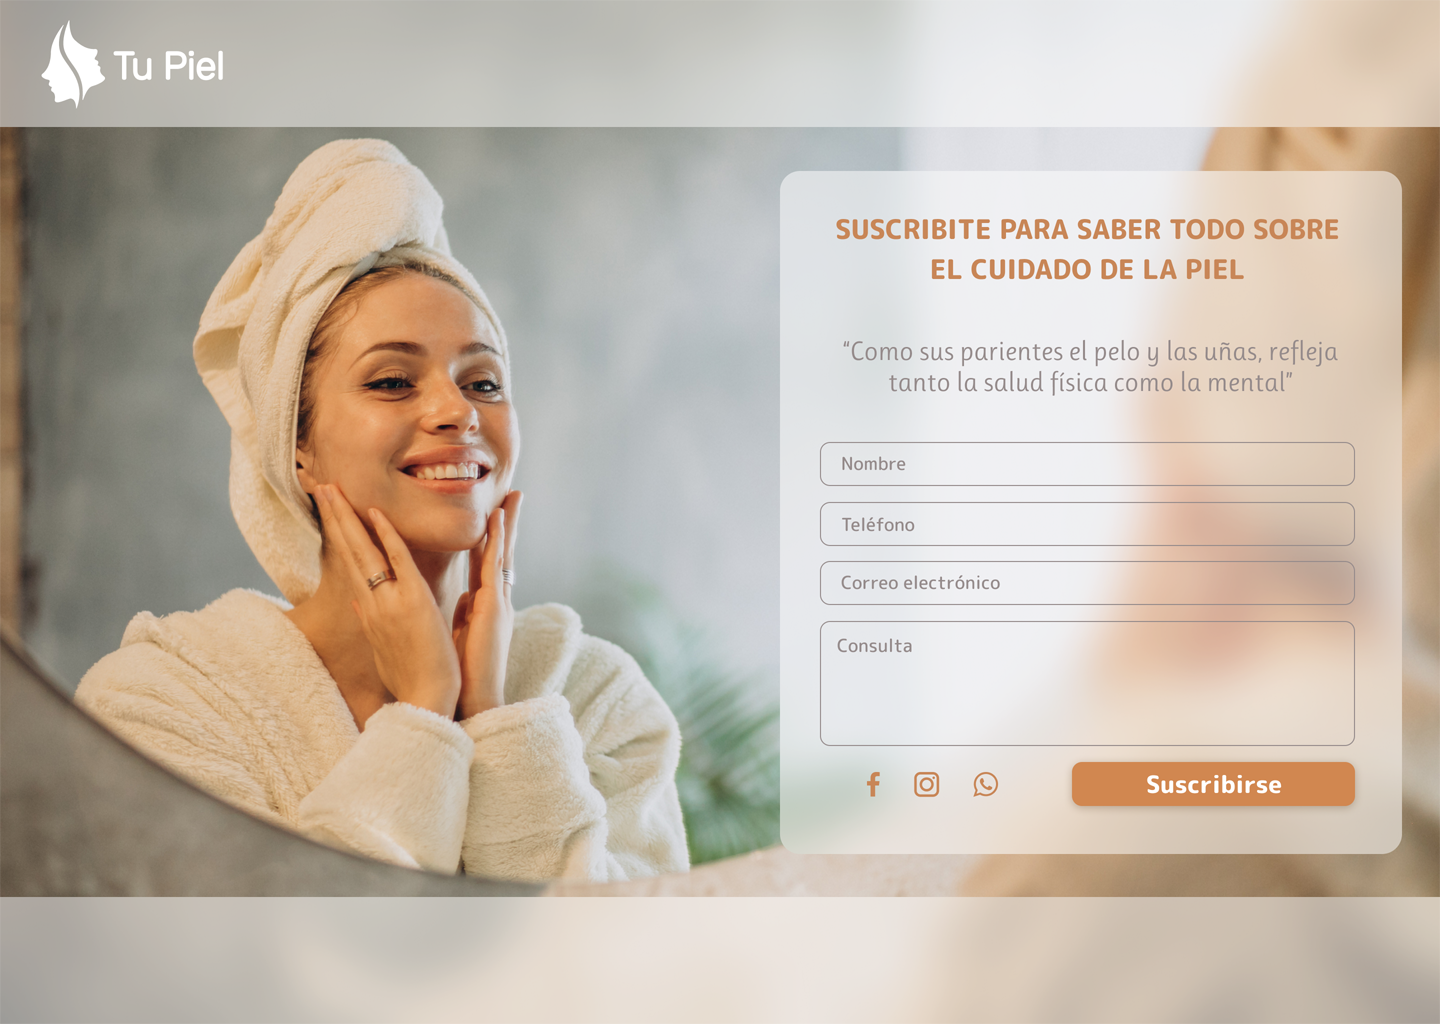 Tu Piel
SUSCRIBITE PARA SABER TODO SOBRE
EL CUIDADO DE LA PIEL
“Como sus parientes el pelo y las uñas, refleja
tanto la salud física como la mental”
Nombre
Teléfono
Correo electrónico
Consulta
Suscribirse